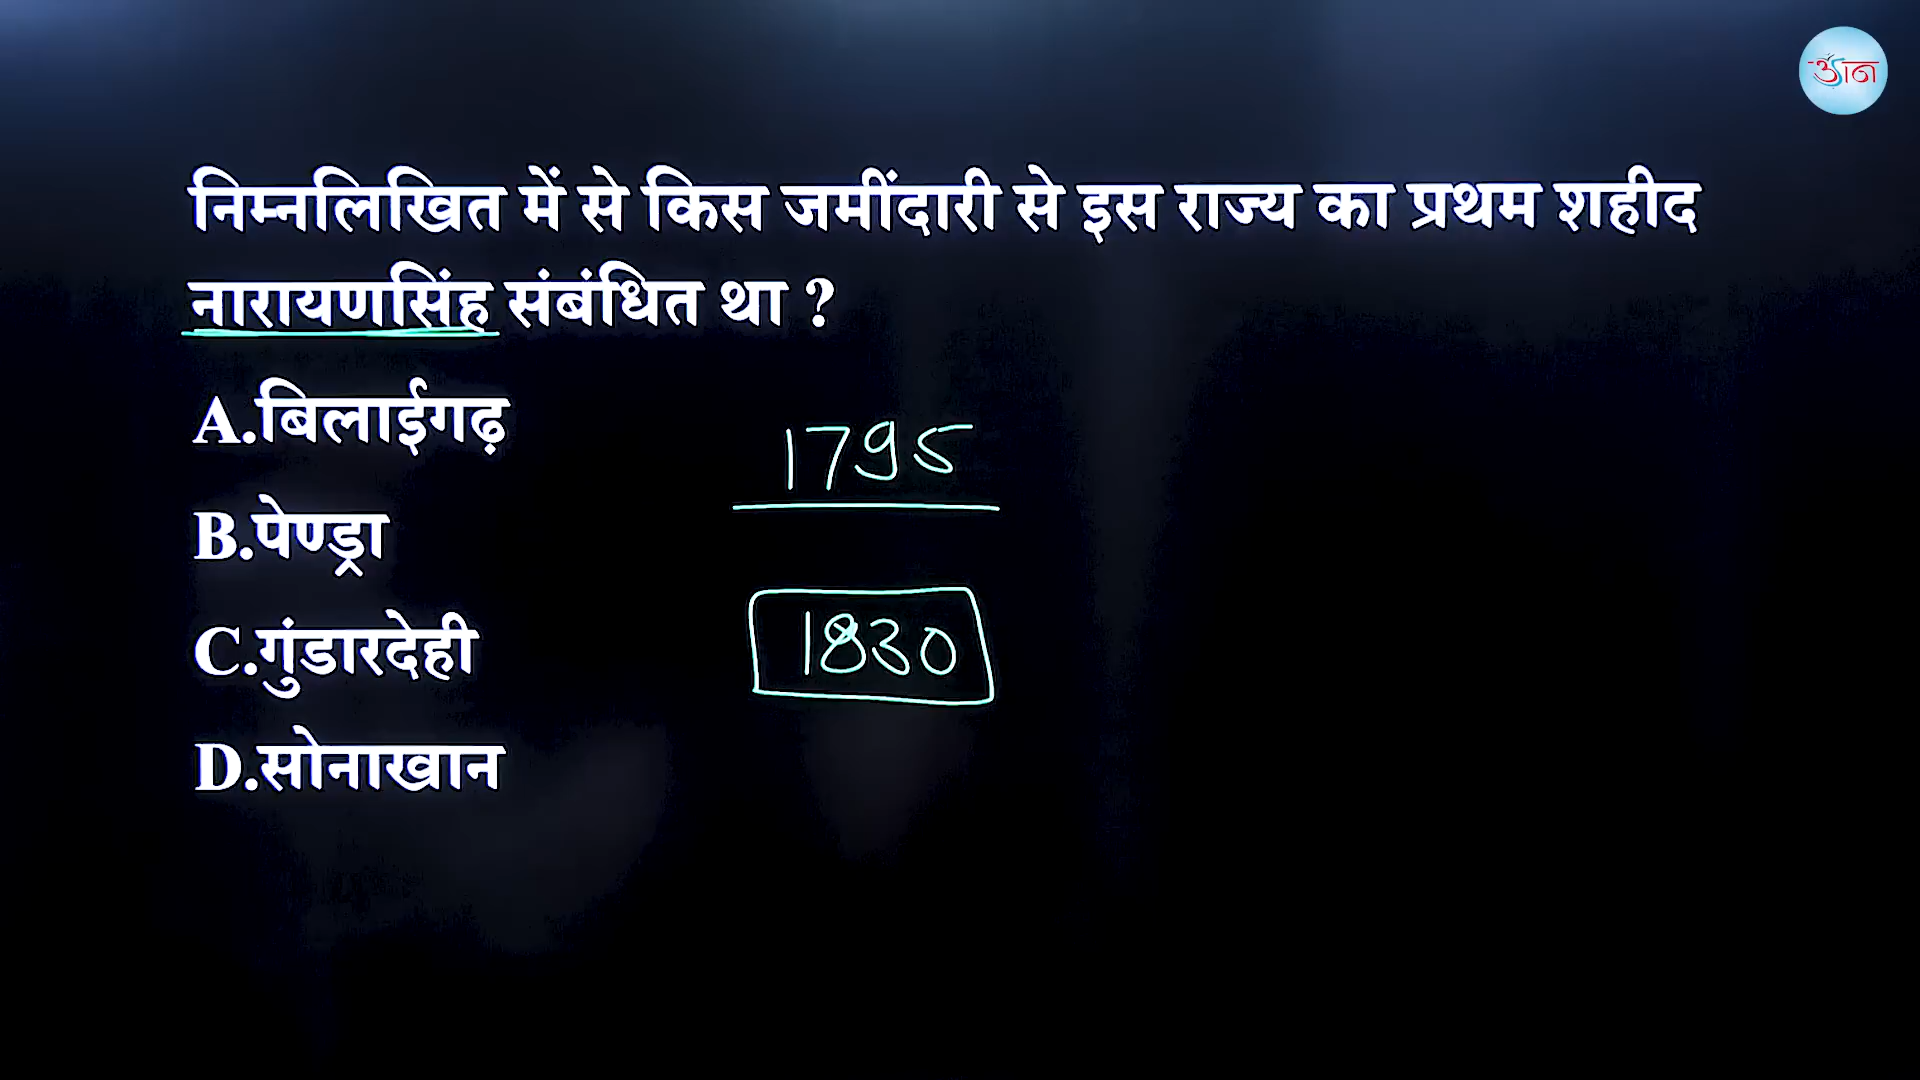 निम्नलिखित में से किस जमींदारी से इस राज्य का प्रथम शहीद
नारायणसिंह संबंधित था ?
A.बिलाईगढ़
B.पेण्ड्रा
C.गुंडारदेही
D.सोनाखान
1795
1830